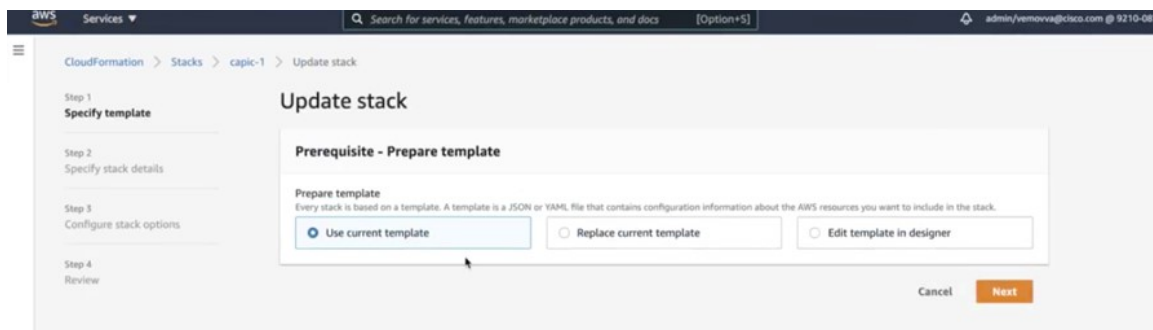 aws Services ▼ Search for services, features, marketplace products, and docs [Option+S] admin/vemovva@cisco.com @ 9210-08
CloudFormation > Stacks > capic-1 > Update stack
Step 1
Specify template
Step 2
Specify stack details
Step 3
Configure stack options
Step 4
Review
Update stack
Prerequisite - Prepare template
Prepare template
Every stack is based on a template. A template is a JSON or YAML file that contains configuration information about the AWS resources you want to include in the stack.
Use current template Replace current template Edit template in designer
Cancel Next